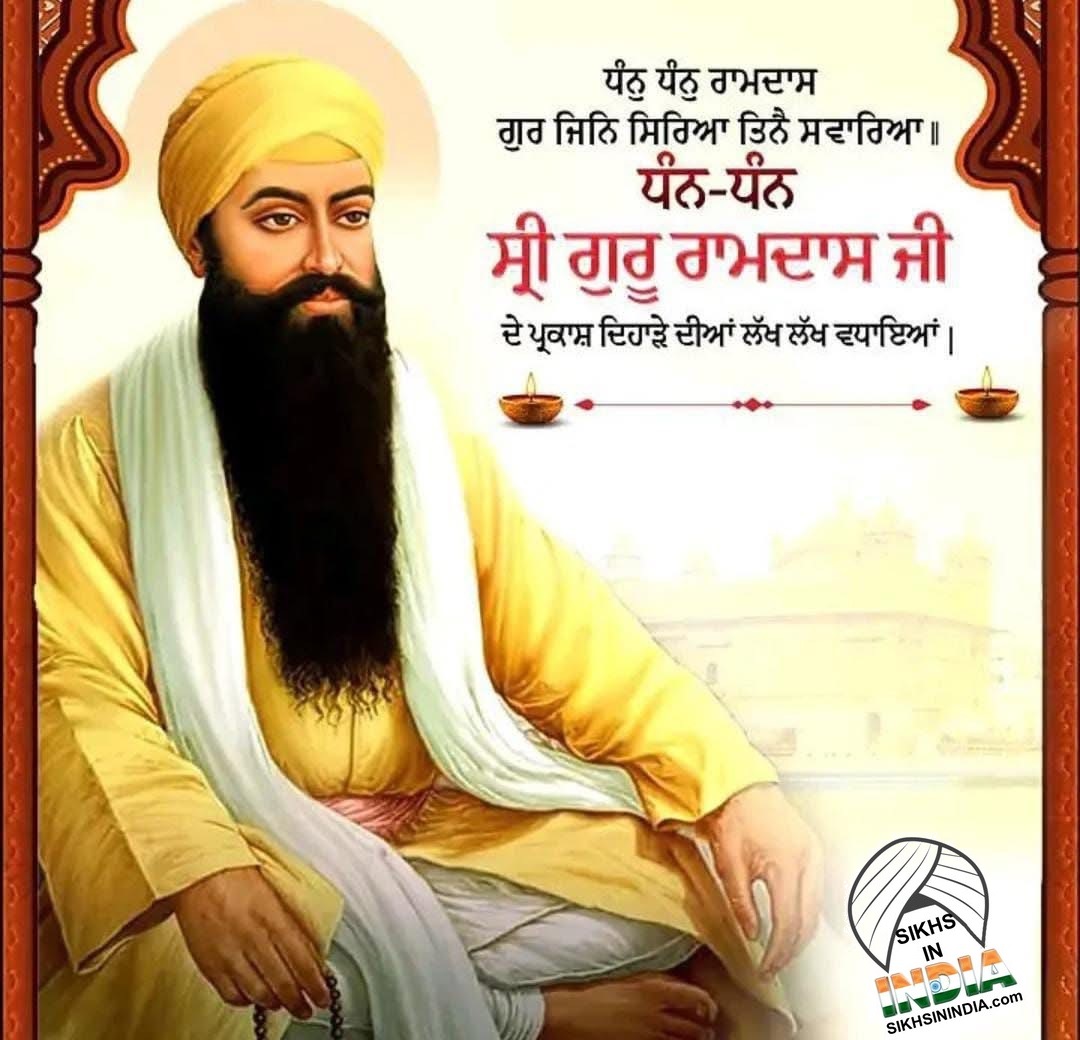 ਧੰਨੁ ਧੰਨੁ ਰਾਮਦਾਸ
ਗੁਰ ਜਿਨਿ ਸਿਰਿਆ ਤਿਨੈ ਸਵਾਰਿਆ॥
ਧੰਨ-ਧੰਨ
ਸ੍ਰੀ ਗੁਰੂ ਰਾਮਦਾਸ ਜੀ
ਦੇ ਪ੍ਰਕਾਸ਼ ਦਿਹਾੜੇ ਦੀਆਂ ਲੱਖ ਲੱਖ ਵਧਾਇਆਂ |
SIKHS
IN
INDIA
SIKHSININDIA.com